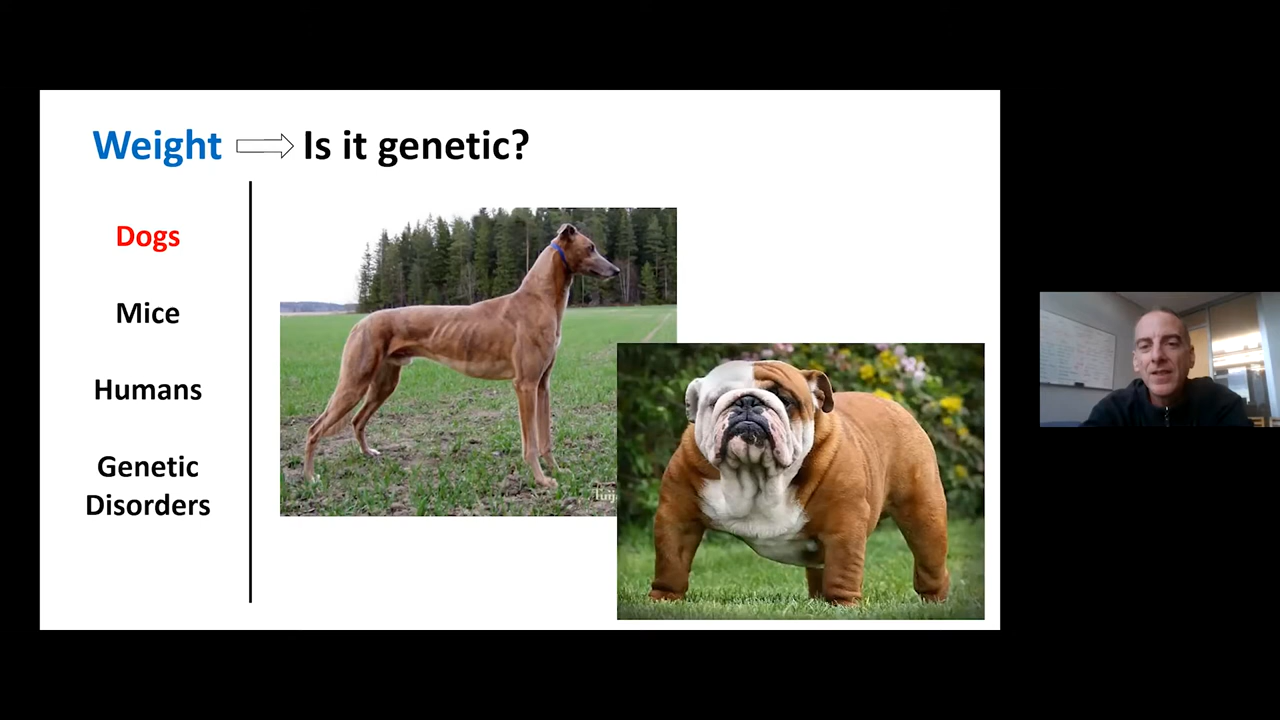 Weight Is it genetic?
Dogs
Mice
Humans
Genetic
Disorders